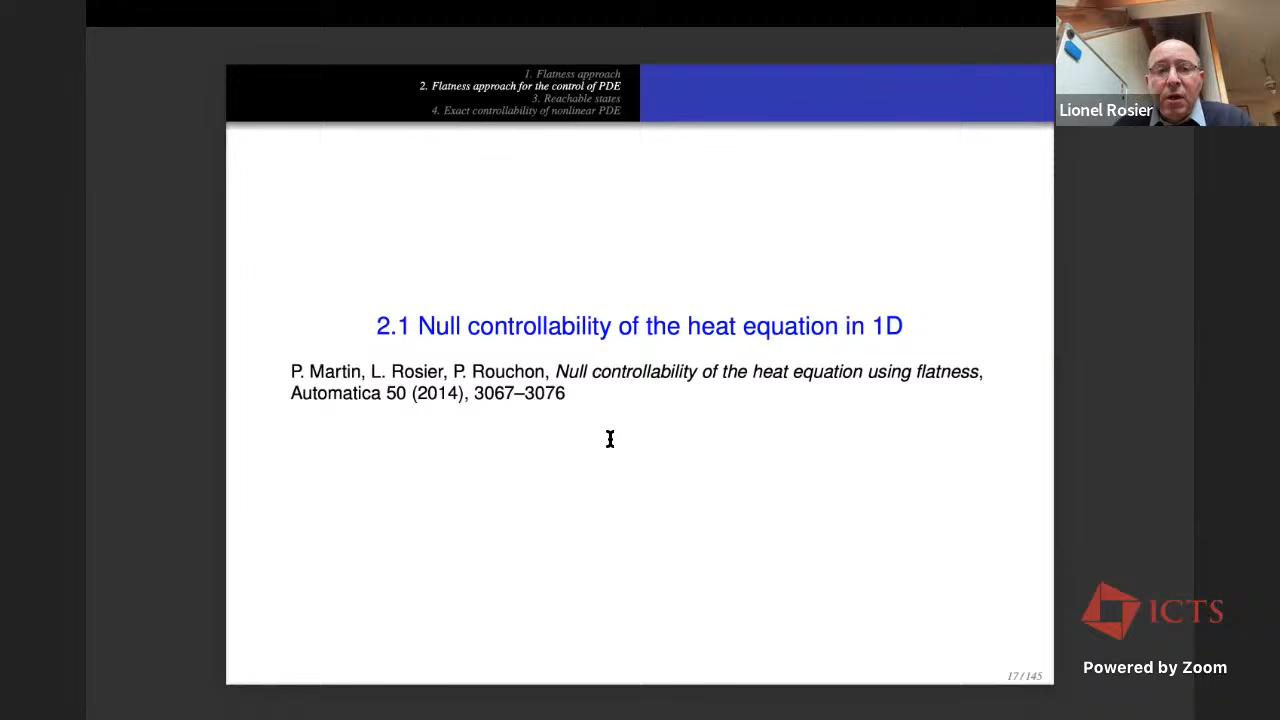 1. Flatness approach
2. Flatness approach for the control of PDE
3. Reachable states
4. Exact controllability of nonlinear PDE
Lionel Rosier
2.1 Null controllability of the heat equation in 1D
P. Martin, L. Rosier, P. Rouchon, Null controllability of the heat equation using flatness,
Automatica 50 (2014), 3067–3076
ICTS
Powered by Zoom
17/145